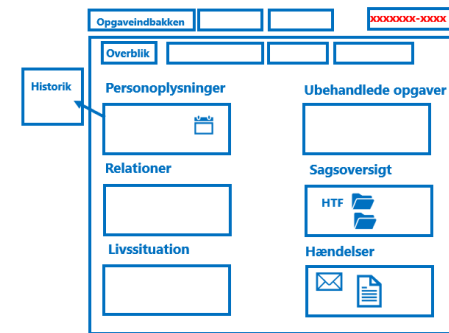 Opgaveindbakken
xxxxxxx-xxxx
Overblik
Historik
Personoplysninger
Ubehandlede opgaver
Relationer
Sagsoversigt
HTF
Livssituation
Hændelser